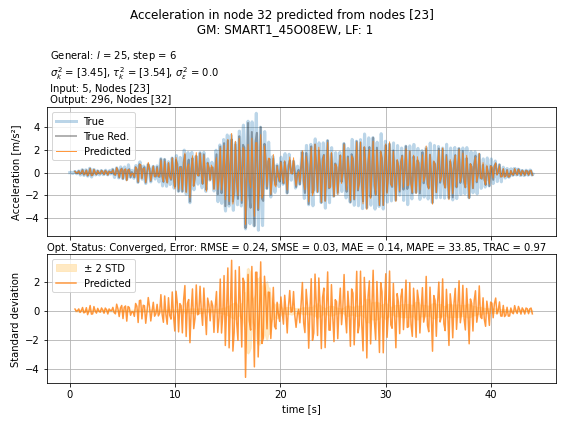 Acceleration in node 32 predicted from nodes [23]
GM: SMART1_45O08EW, LF: 1
General: l = 25, step = 6
σ²ₖ = [3.45], τ²ₖ = [3.54], σ²ε = 0.0
Input: 5, Nodes [23]
Output: 296, Nodes [32]
Acceleration [m/s²]
4
2
0
−2
−4
True
True Red.
Predicted
Opt. Status: Converged, Error: RMSE = 0.24, SMSE = 0.03, MAE = 0.14, MAPE = 33.85, TRAC = 0.97
Standard deviation
2
0
−2
−4
± 2 STD
Predicted
0 10 20 30 40
time [s]